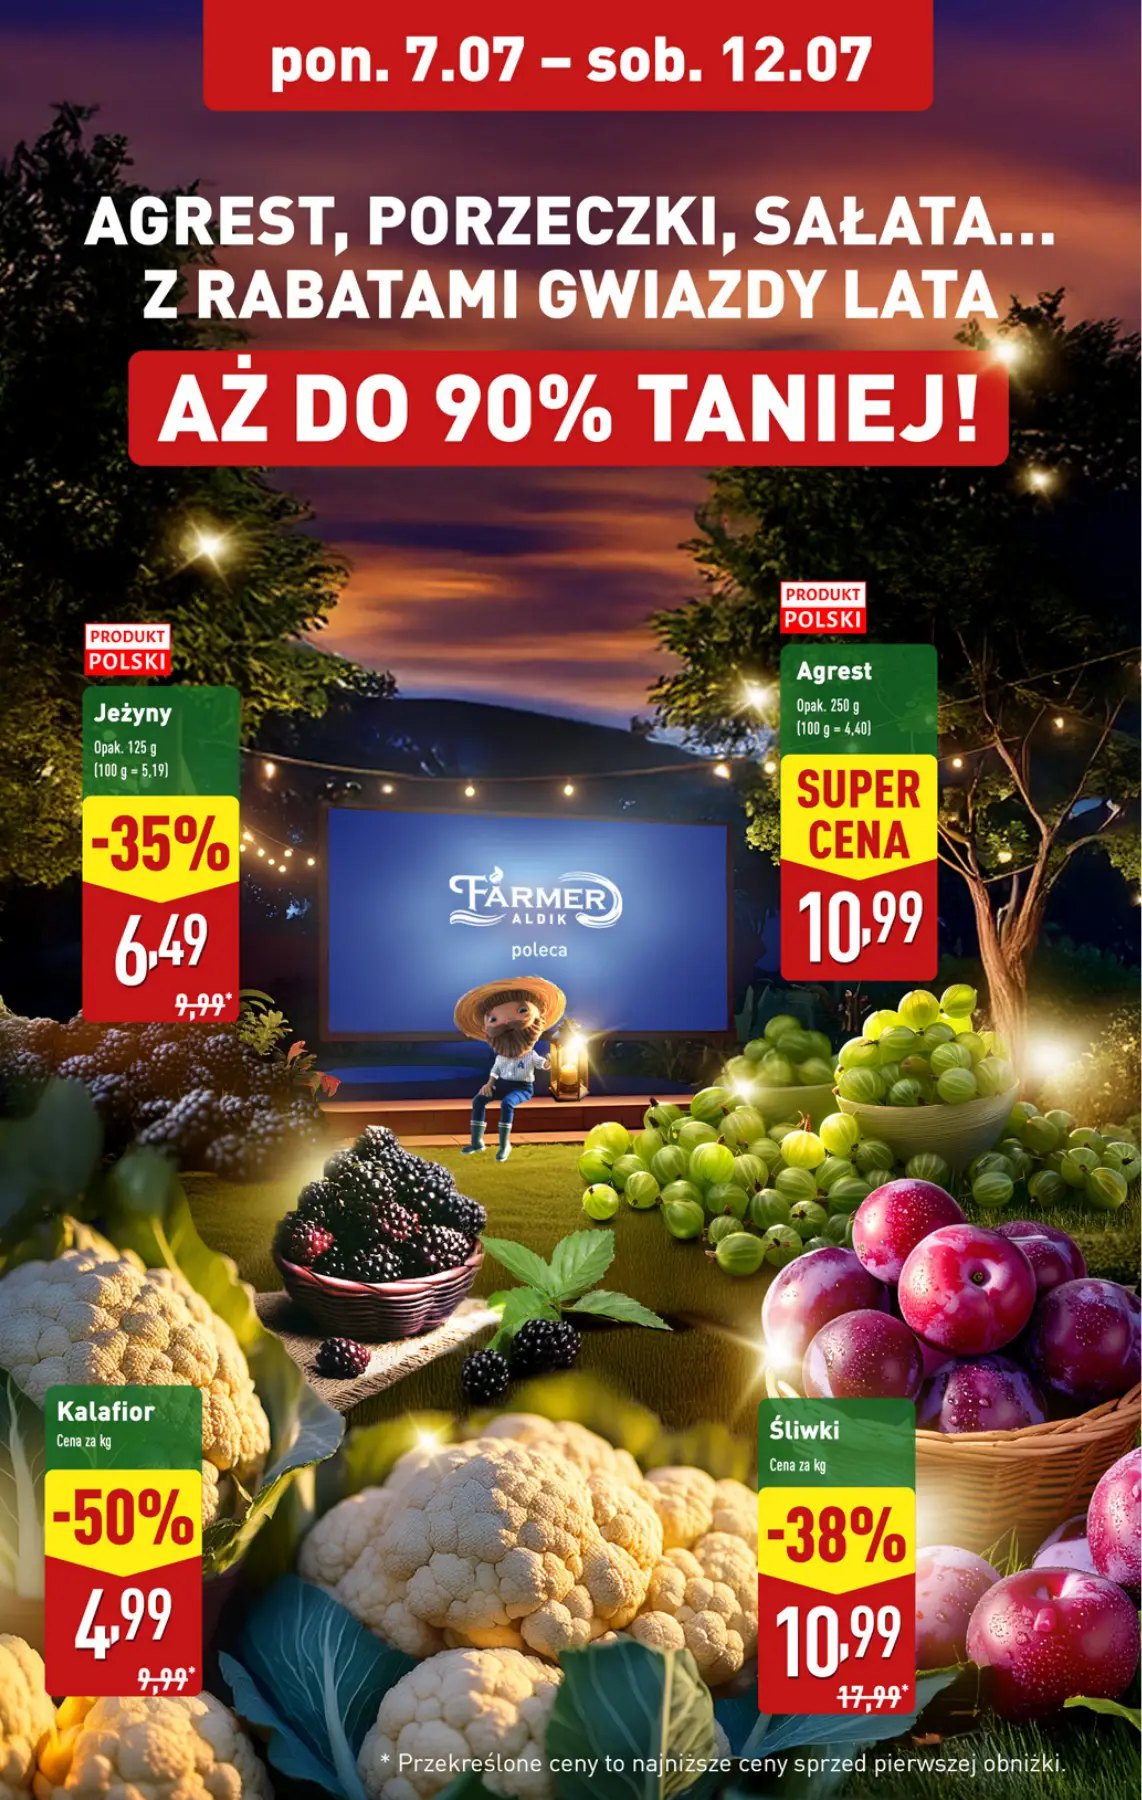 pon. 7.07 – sob. 12.07
AGREST, PORZECZKI, SAŁATA...
Z RABATAMI GWIAZDY LATA
AŻ DO 90% TANIEJ!
PRODUKT
POLSKI
Jeżyny
Opak. 125 g
(100 g = 5,19)
-35%
6,49
9,99*
PRODUKT
POLSKI
Agrest
Opak. 250 g
(100 g = 4,40)
SUPER
CENA
10,99
FARMER
ALDIK
poleca
Kalafior
Cena za kg
-50%
4,99
9,99*
Śliwki
Cena za kg
-38%
10,99
17,99*
* Przekreślone ceny to najniższe ceny sprzed pierwszej obniżki.